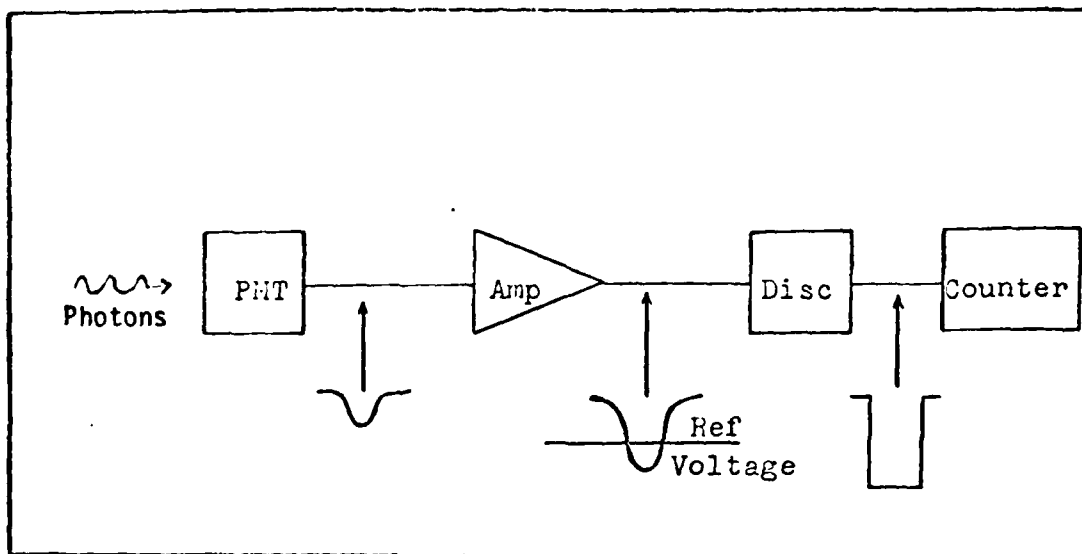 PMT
Amp
Disc
Counter
Photons
Ref
Voltage